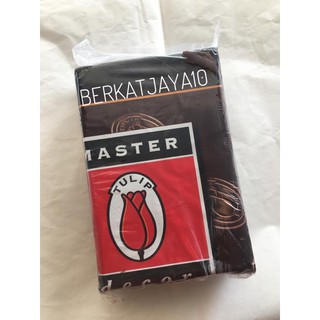 BERKATJAYA10
MASTER
TULIP
decor